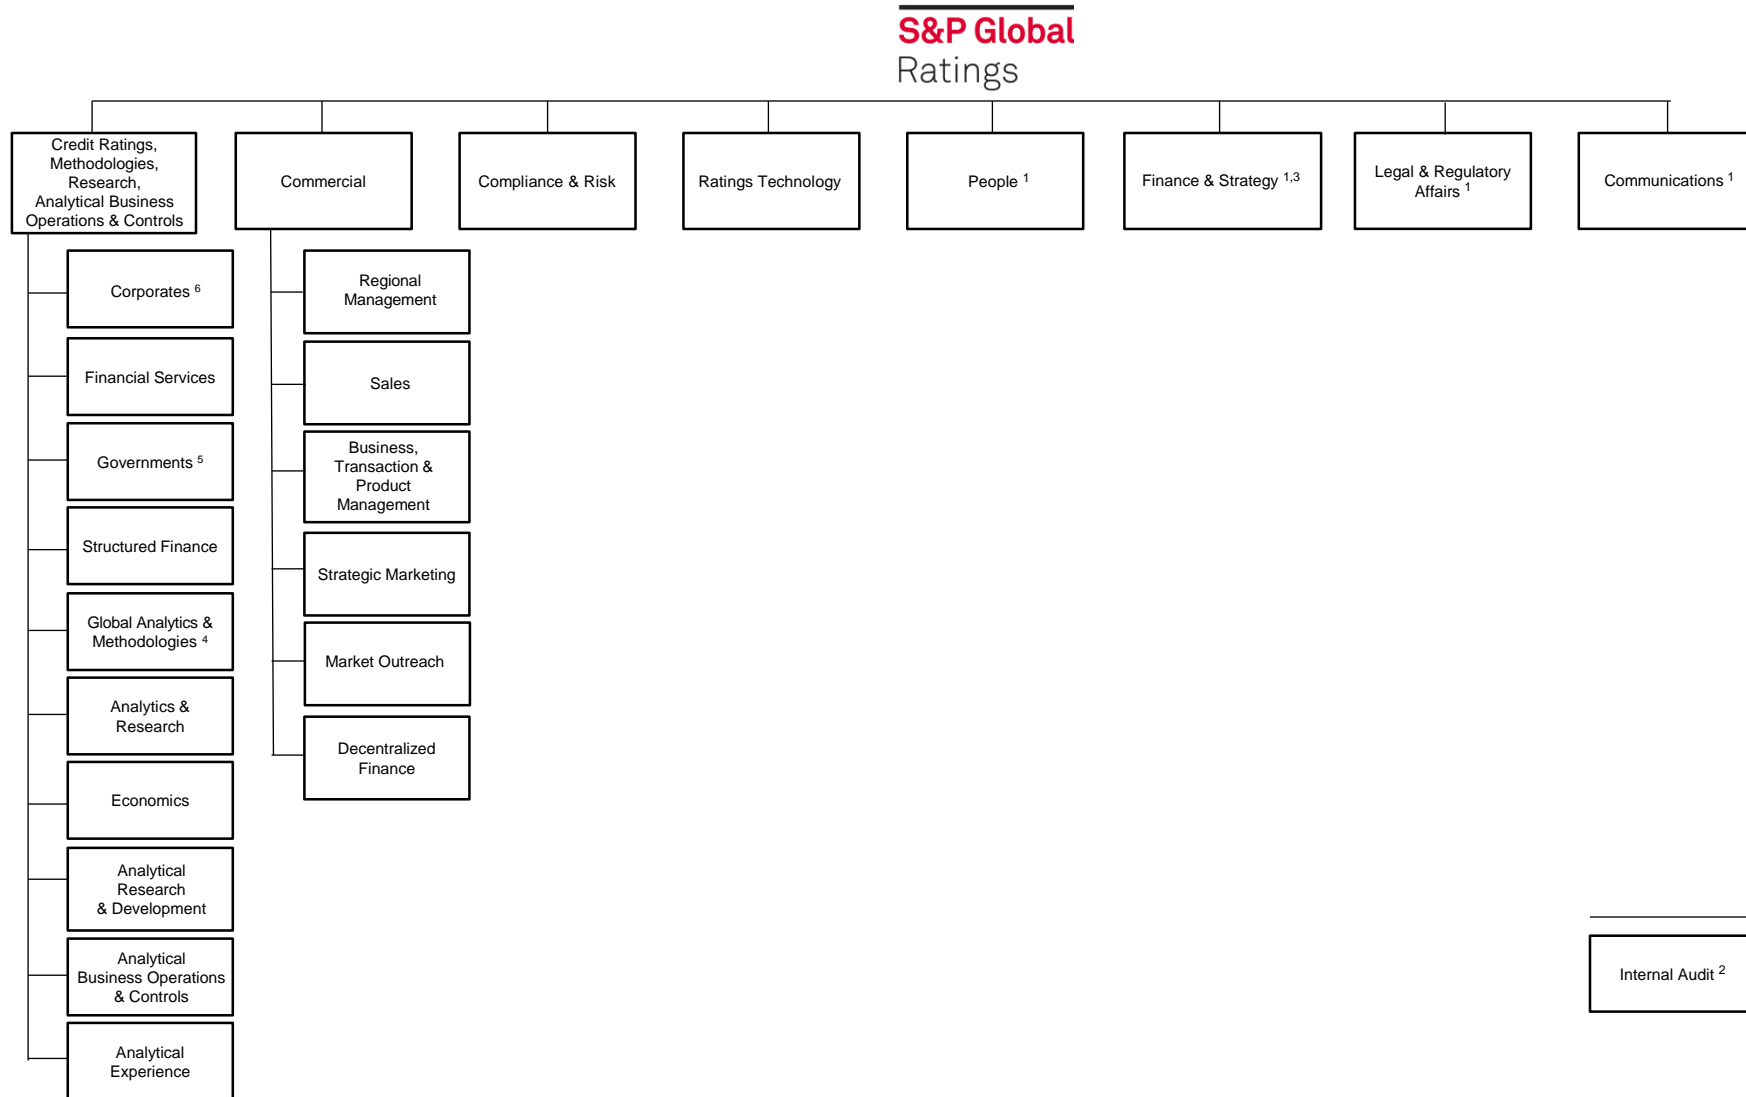 S&P Global
Ratings
Credit Ratings,
Methodologies,
Research,
Analytical Business
Operations & Controls
Commercial
Compliance & Risk
Ratings Technology
People 1
Finance & Strategy 1,3
Legal & Regulatory
Affairs 1
Communications 1
Corporates 6
Financial Services
Governments 5
Structured Finance
Global Analytics &
Methodologies 4
Analytics &
Research
Economics
Analytical
Research
& Development
Analytical
Business Operations
& Controls
Analytical
Experience
Regional
Management
Sales
Business,
Transaction &
Product
Management
Strategic Marketing
Market Outreach
Decentralized
Finance
Internal Audit 2